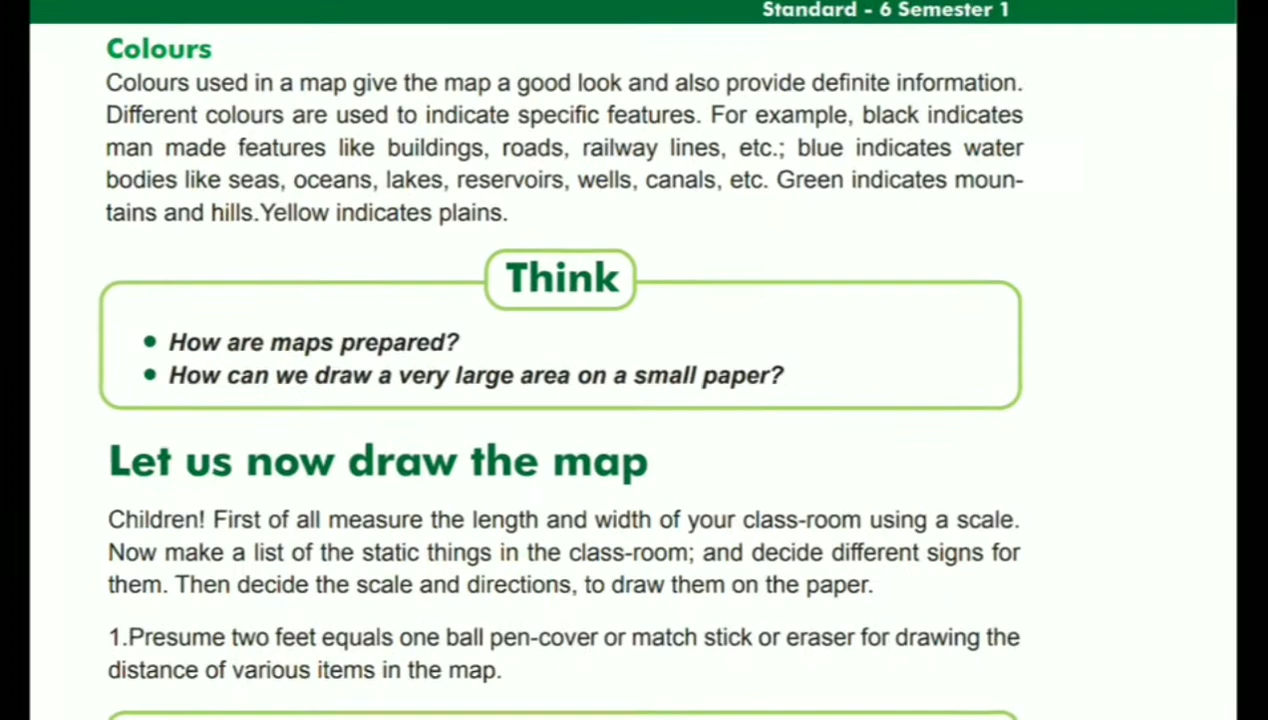 Standard - 6 Semester 1
Colours
Colours used in a map give the map a good look and also provide definite information.
Different colours are used to indicate specific features. For example, black indicates
man made features like buildings, roads, railway lines, etc.; blue indicates water
bodies like seas, oceans, lakes, reservoirs, wells, canals, etc. Green indicates moun-
tains and hills.Yellow indicates plains.
Think
• How are maps prepared?
• How can we draw a very large area on a small paper?
Let us now draw the map
Children! First of all measure the length and width of your class-room using a scale.
Now make a list of the static things in the class-room; and decide different signs for
them. Then decide the scale and directions, to draw them on the paper.
1.Presume two feet equals one ball pen-cover or match stick or eraser for drawing the
distance of various items in the map.